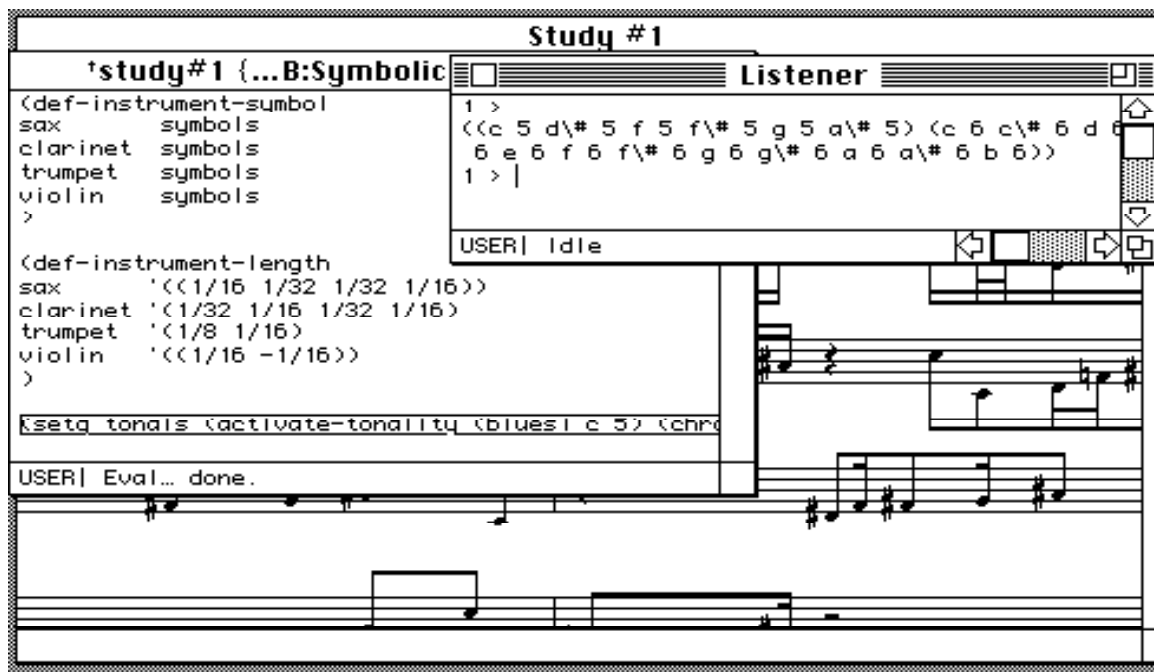 Study #1
†study#1 {...B:Symbolic
(def-instrument-symbol
sax symbols
clarinet symbols
trumpet symbols
violin symbols
>
(def-instrument-length
sax '((1/16 1/32 1/32 1/16))
clarinet '(1/32 1/16 1/32 1/16)
trumpet '(1/8 1/16)
violin '((1/16 -1/16))
)
(setq tonals (activate-tonality (blues1 c 5) (chro
USER| Eval… done.
Listener
1 >
((c 5 d\# 5 f 5 f\# 5 g 5 a\# 5) (c 6 c\# 6 d 6
6 e 6 f 6 f\# 6 g 6 g\# 6 a 6 a\# 6 b 6))
1 > |
USER| Idle